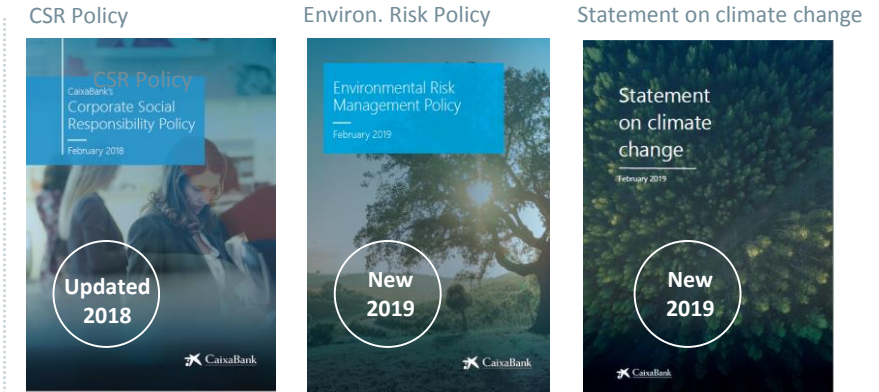 CSR Policy
Environ. Risk Policy
Statement on climate change
CSR Policy
CaixaBank's
Corporate Social
Responsibility Policy
February 2018
Updated
2018
CaixaBank
Environmental Risk
Management Policy
February 2019
New
2019
CaixaBank
Statement
on climate
change
February 2019
New
2019
CaixaBank